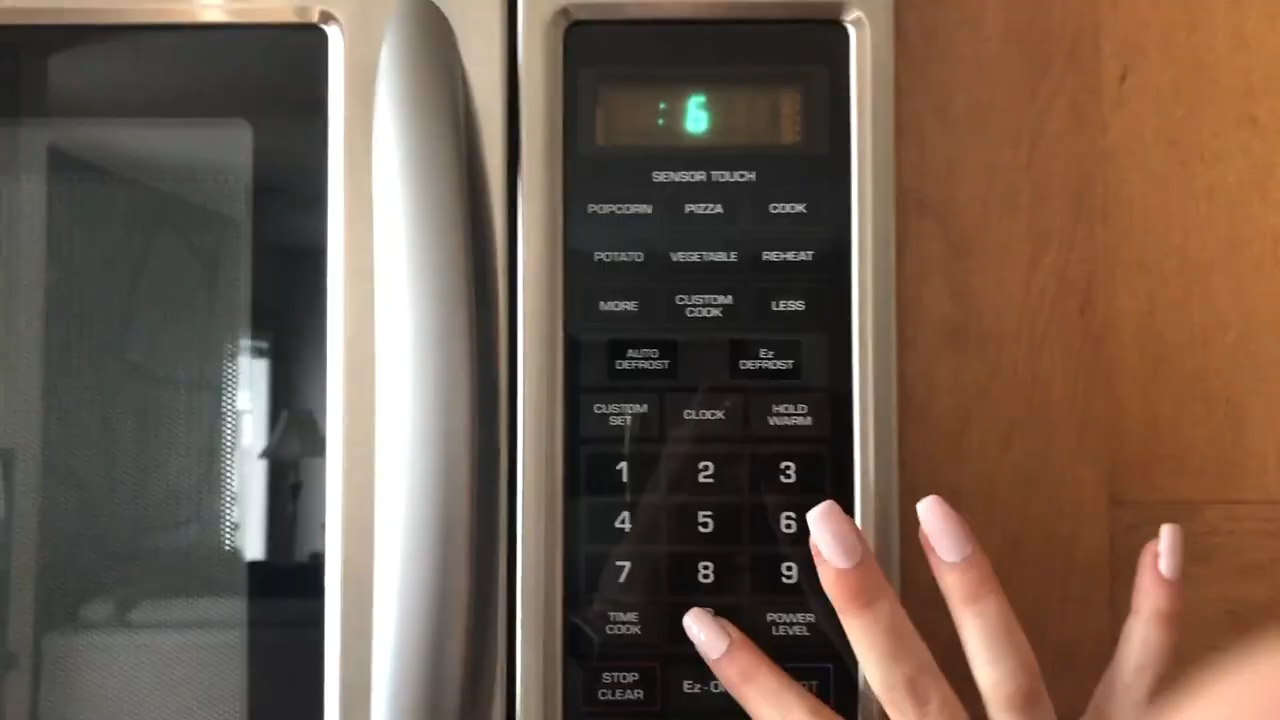 : 6
SENSOR TOUCH
POPCORN PIZZA COOK
POTATO VEGETABLE REHEAT
MORE CUSTOM COOK LESS
AUTO DEFROST Ez DEFROST
CUSTOM SET CLOCK HOLD WARM
1 2 3
4 5 6
7 8 9
TIME COOK POWER LEVEL
STOP CLEAR